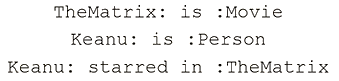 TheMatrix: is :Movie
Keanu: is :Person
Keanu: starred in :TheMatrix